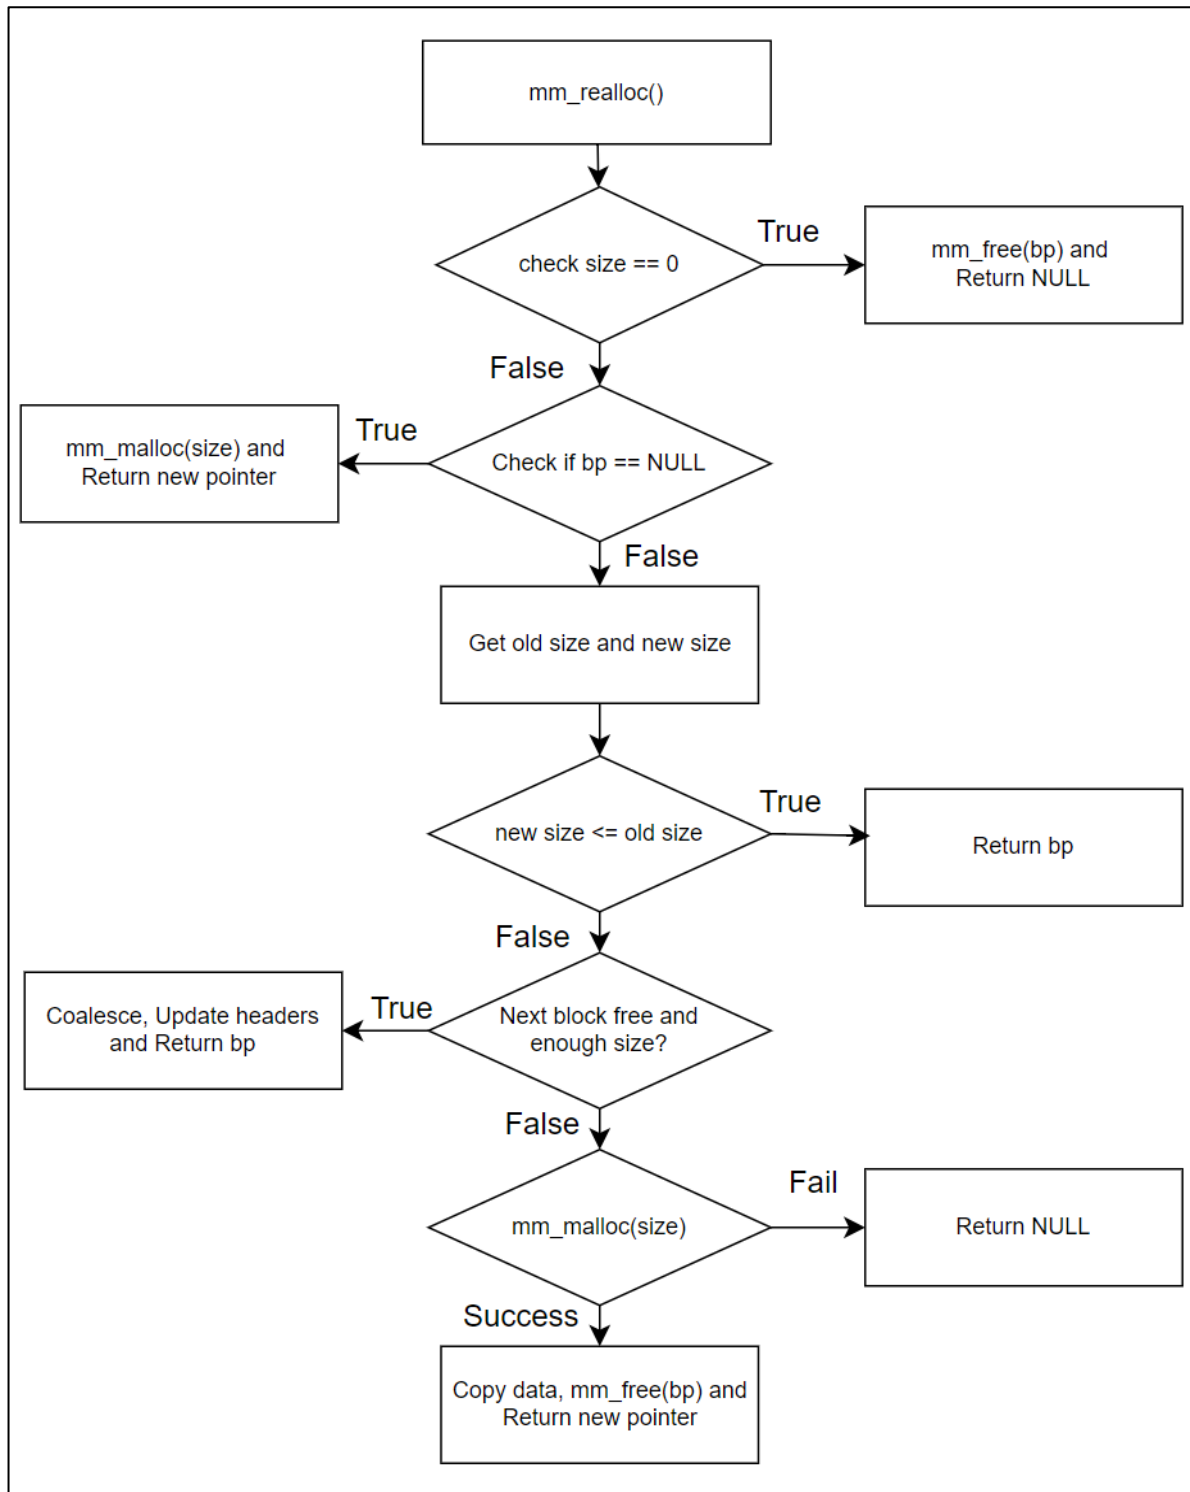 mm_realloc()
check size == 0
True
mm_free(bp) and
Return NULL
False
Check if bp == NULL
True
mm_malloc(size) and
Return new pointer
False
Get old size and new size
new size <= old size
True
Return bp
False
Next block free and
enough size?
True
Coalesce, Update headers
and Return bp
False
mm_malloc(size)
Fail
Return NULL
Success
Copy data, mm_free(bp) and
Return new pointer